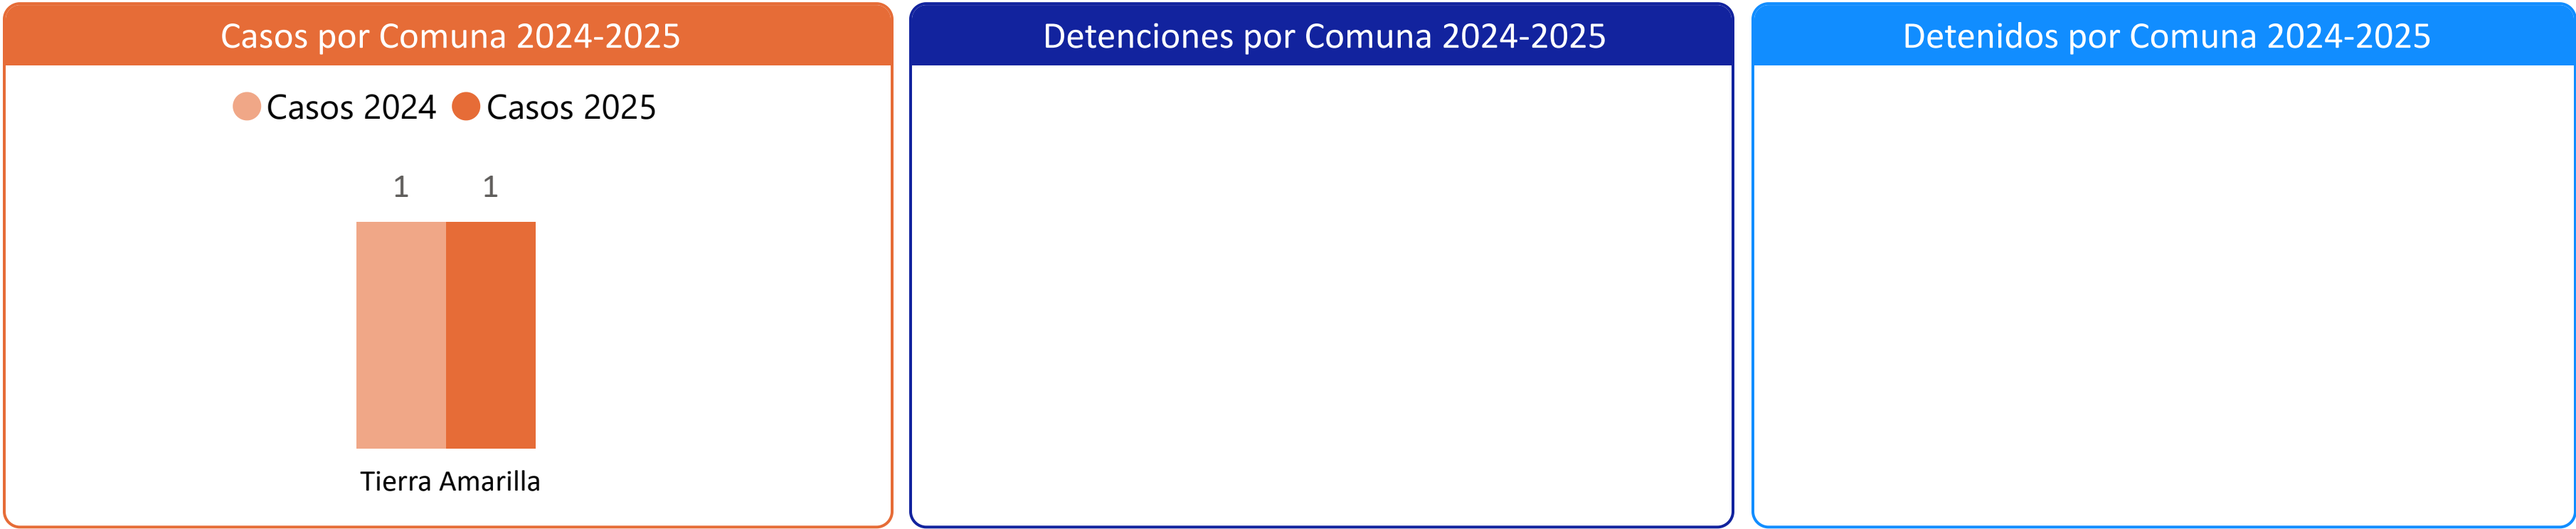 Casos por Comuna 2024-2025
Casos 2024 Casos 2025
1 1
Tierra Amarilla
Detenciones por Comuna 2024-2025
Detenidos por Comuna 2024-2025